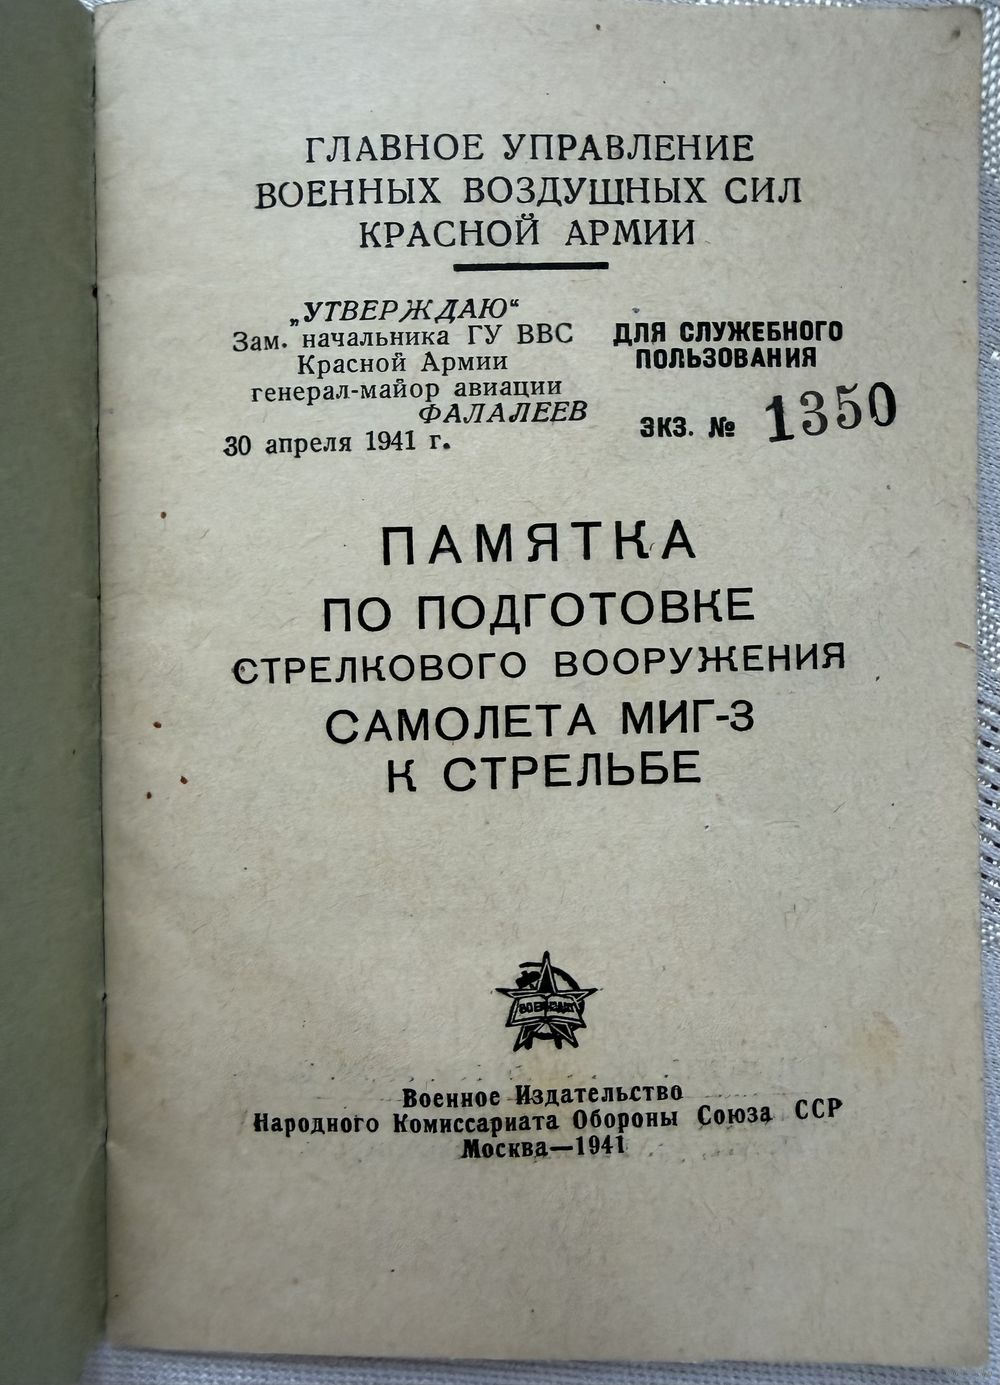 ГЛАВНОЕ УПРАВЛЕНИЕ
ВОЕННЫХ ВОЗДУШНЫХ СИЛ
КРАСНОЙ АРМИИ
„УТВЕРЖДАЮ“
Зам. начальника ГУ ВВС
Красной Армии
генерал-майор авиации
ФАЛАЛЕЕВ
30 апреля 1941 г.
ДЛЯ СЛУЖЕБНОГО
ПОЛЬЗОВАНИЯ
ЭКЗ. № 1350
ПАМЯТКА
ПО ПОДГОТОВКЕ
СТРЕЛКОВОГО ВООРУЖЕНИЯ
САМОЛЕТА МИГ-3
К СТРЕЛЬБЕ
ВОЕНИЗДАТ
Военное Издательство
Народного Комиссариата Обороны Союза ССР
Москва—1941